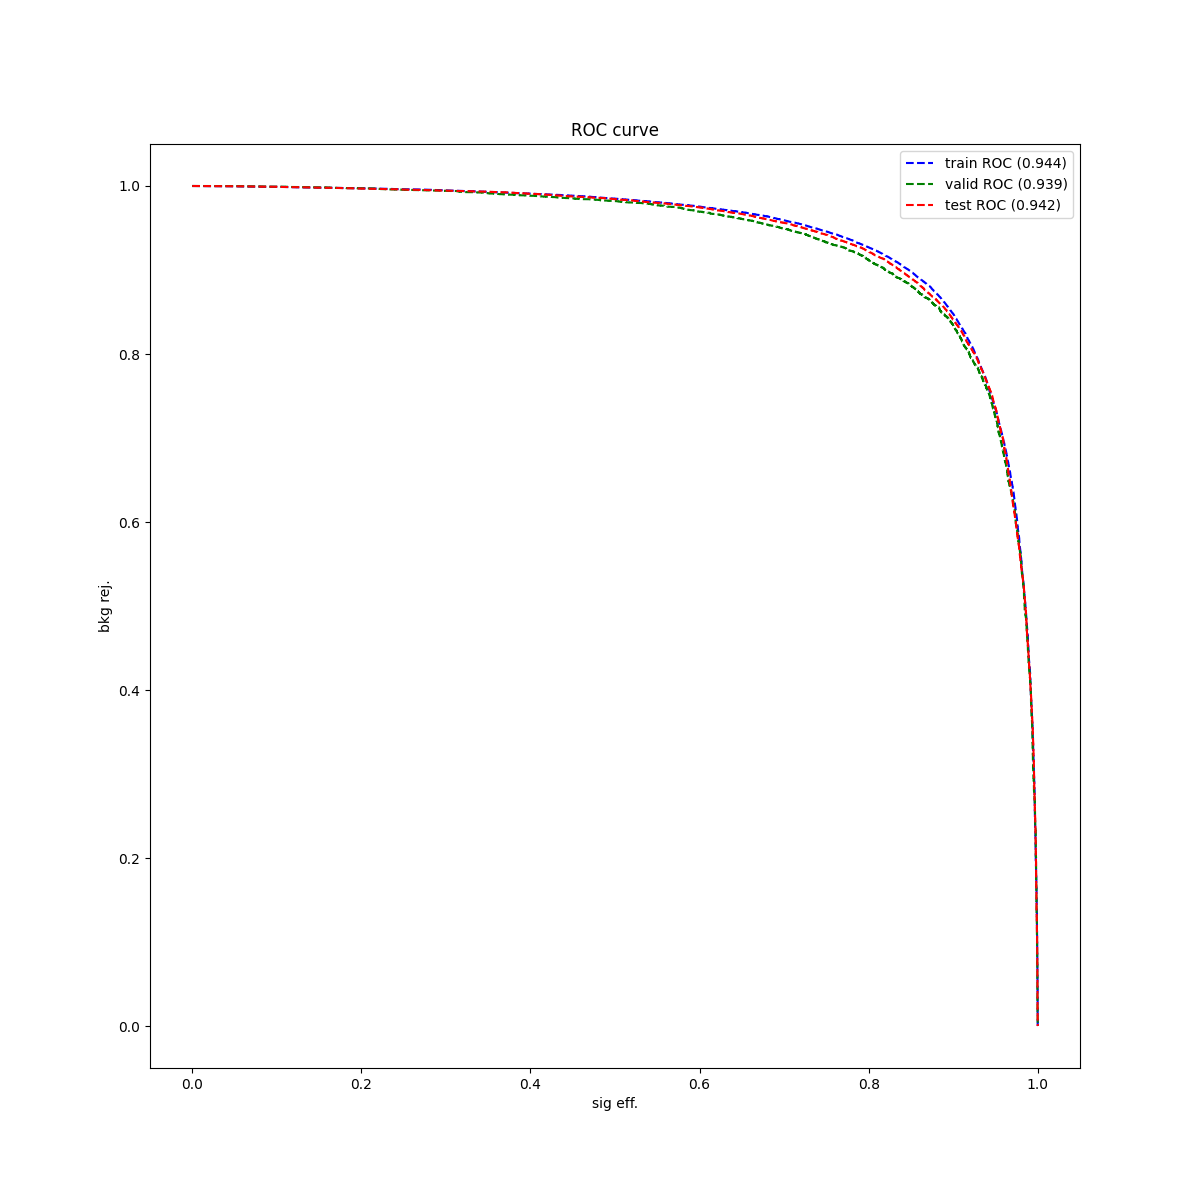 ROC curve
train ROC (0.944)
valid ROC (0.939)
test ROC (0.942)
1.0
0.8
0.6
0.4
0.2
0.0
bkg rej.
0.0 0.2 0.4 0.6 0.8 1.0
sig eff.